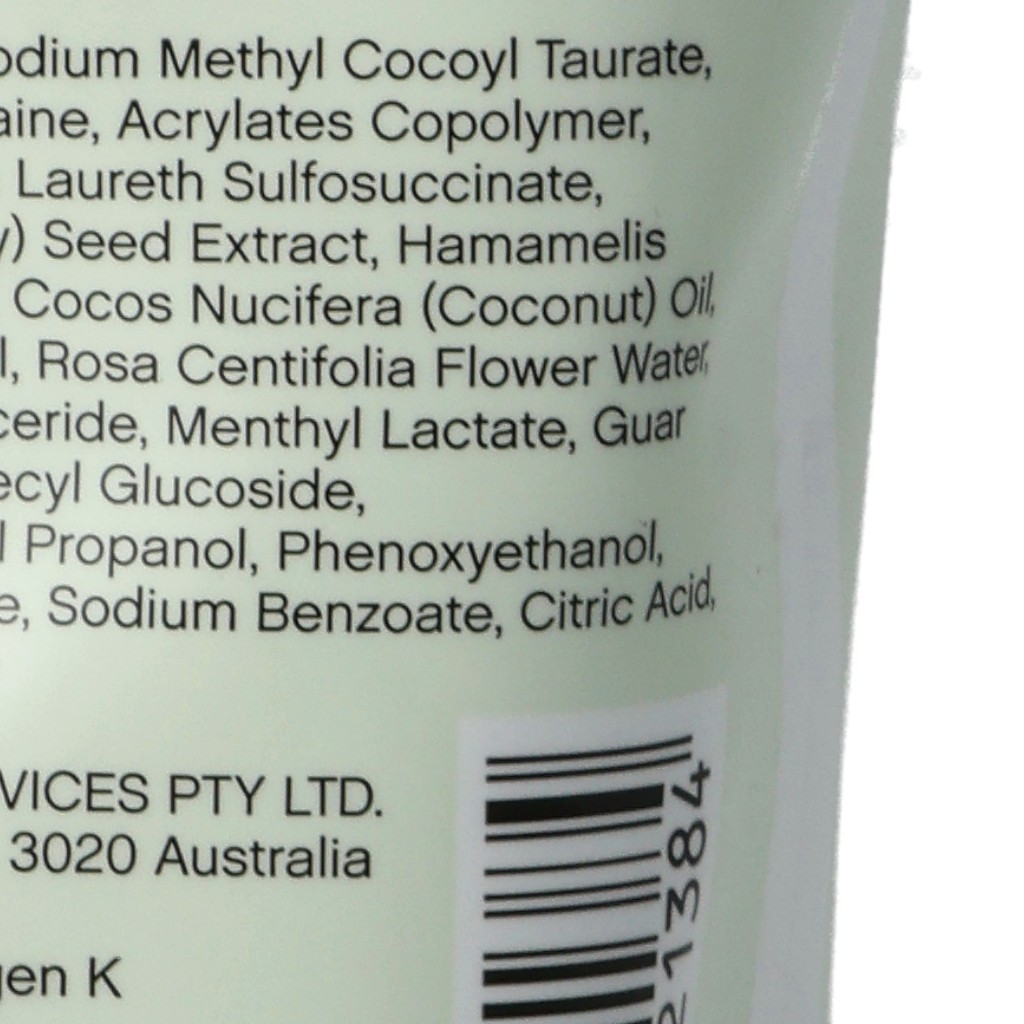 odium Methyl Cocoyl Taurate,
aine, Acrylates Copolymer,
Laureth Sulfosuccinate,
y) Seed Extract, Hamamelis
Cocos Nucifera (Coconut) Oil,
l, Rosa Centifolia Flower Water,
ceride, Menthyl Lactate, Guar
ecyl Glucoside,
l Propanol, Phenoxyethanol,
e, Sodium Benzoate, Citric Acid,
VICES PTY LTD.
3020 Australia
gen K
21384